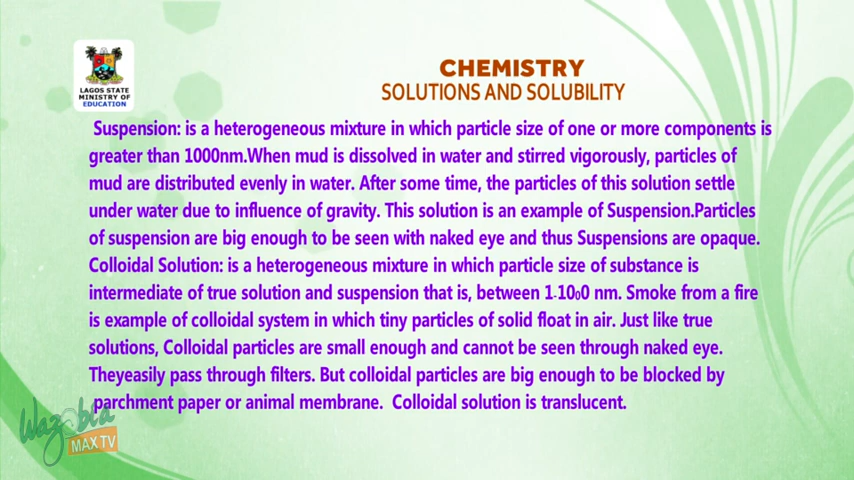 LAGOS STATE
MINISTRY OF
EDUCATION
CHEMISTRY
SOLUTIONS AND SOLUBILITY
Suspension: is a heterogeneous mixture in which particle size of one or more components is
greater than 1000nm.When mud is dissolved in water and stirred vigorously, particles of
mud are distributed evenly in water. After some time, the particles of this solution settle
under water due to influence of gravity. This solution is an example of Suspension.Particles
of suspension are big enough to be seen with naked eye and thus Suspensions are opaque.
Colloidal Solution: is a heterogeneous mixture in which particle size of substance is
intermediate of true solution and suspension that is, between 1-1000 nm. Smoke from a fire
is example of colloidal system in which tiny particles of solid float in air. Just like true
solutions, Colloidal particles are small enough and cannot be seen through naked eye.
Theyeasily pass through filters. But colloidal particles are big enough to be blocked by
parchment paper or animal membrane. Colloidal solution is translucent.
Wazobia
MAX TV